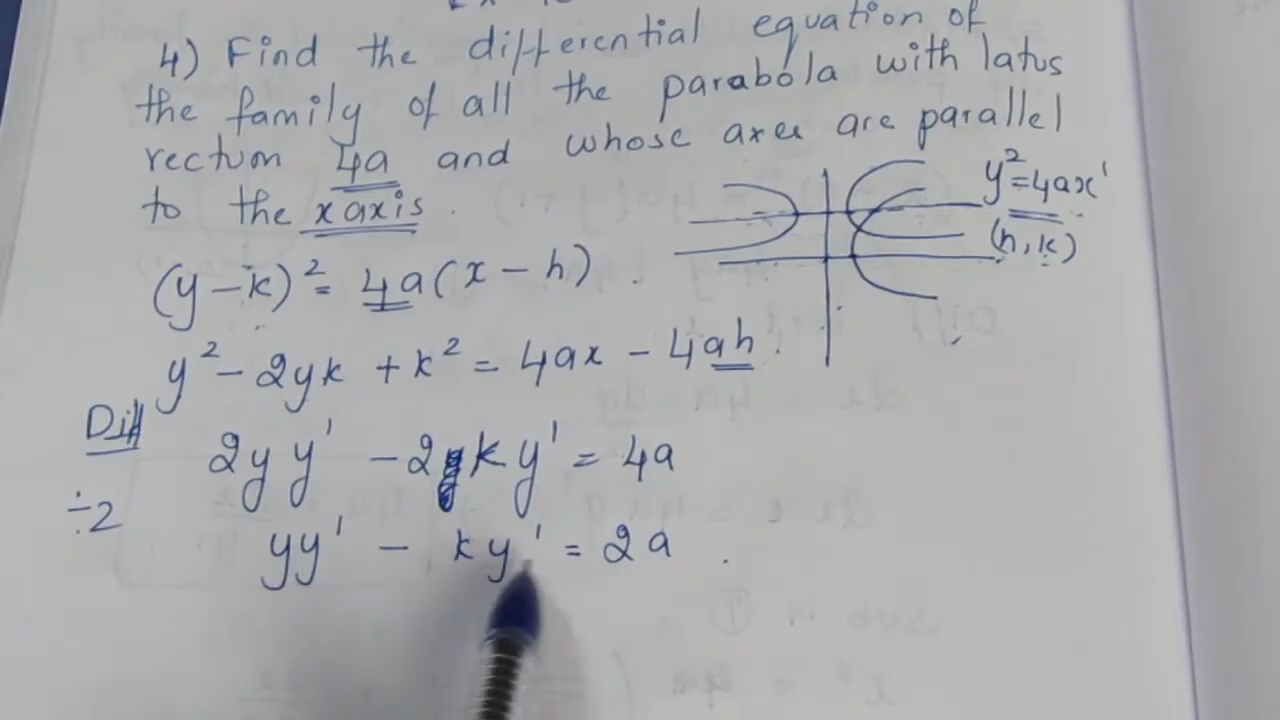 4) Find the differential equation of
the family of all the parabola with latus
rectum 4a and whose axes are parallel
to the x axis.
y² = 4ax
(h, k)
(y - k)² = 4a(x - h)
y² - 2yk + k² = 4ax - 4ah.
Diff
2yy' - 2ky' = 4a
÷2
yy' - ky' = 2a